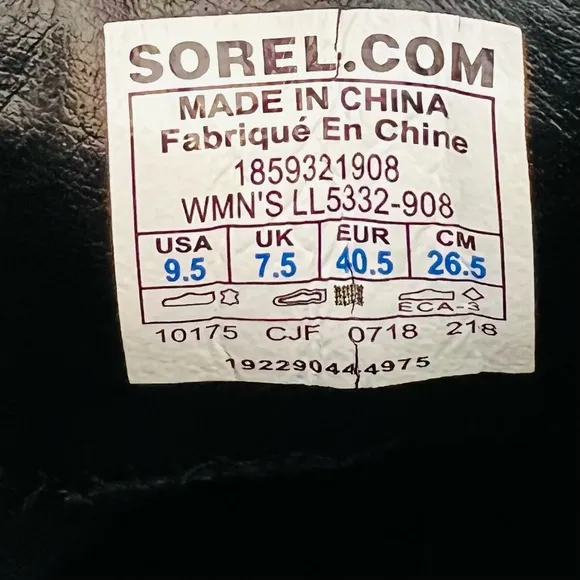 SOREL.COM
MADE IN CHINA
Fabriqué En Chine
1859321908
WMN'S LL5332-908
USA UK EUR CM
9.5 7.5 40.5 26.5
ECA-3
10175 CJF 0718 218
192290444975